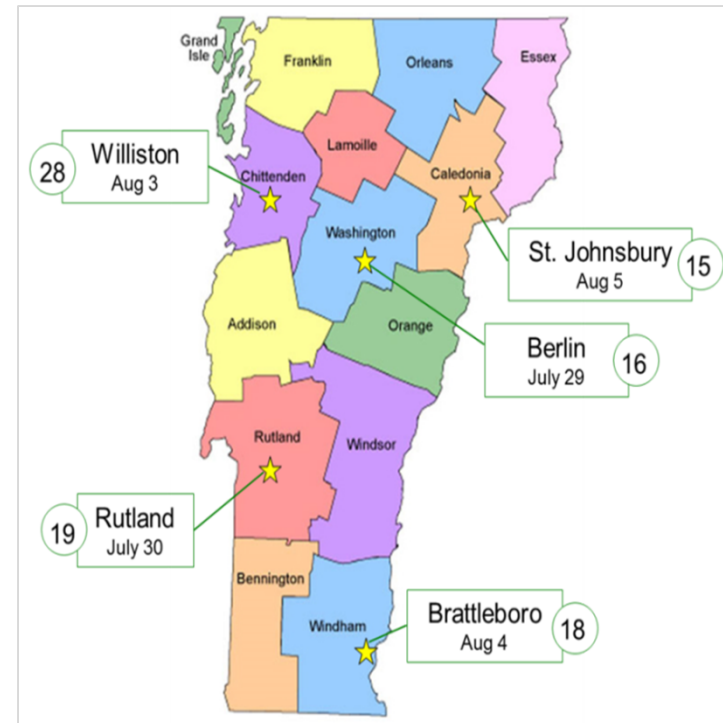 Grand
Isle
Franklin
Orleans
Essex
Lamoille
28
Williston
Aug 3
Chittenden
Caledonia
Washington
St. Johnsbury
Aug 5
15
Addison
Orange
Berlin
July 29
16
Rutland
Windsor
19
Rutland
July 30
Bennington
Windham
Brattleboro
Aug 4
18